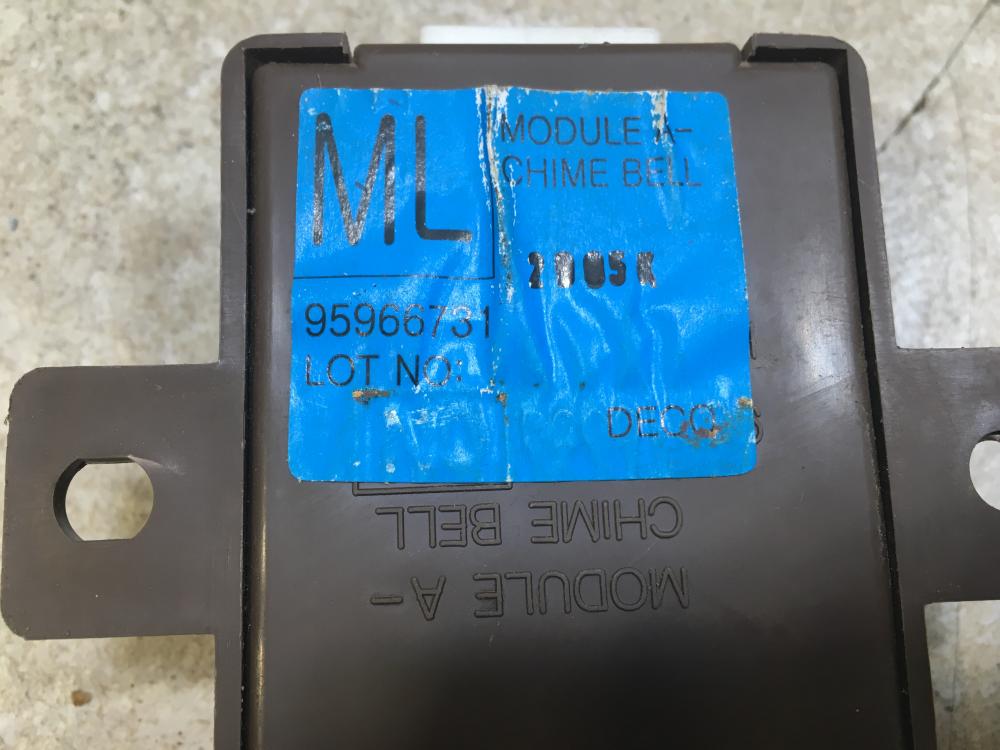 ML
MODULE A-
CHIME BELL
95966731
LOT NO:
CHIME BELL
MODULE A-